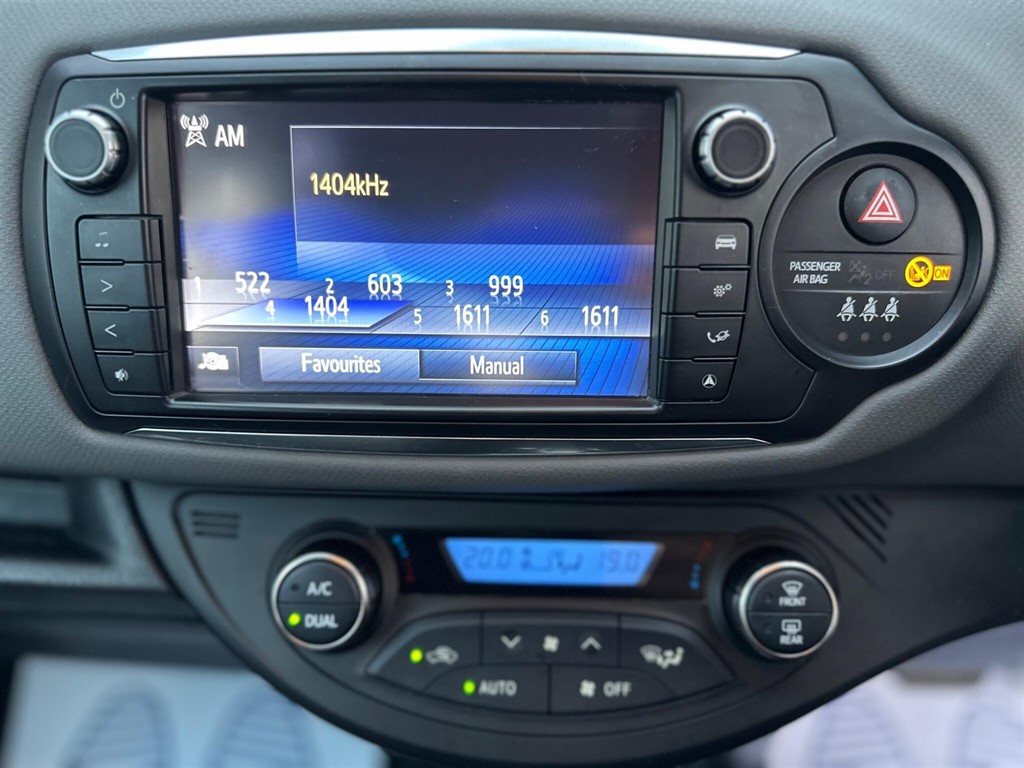 AM
1404kHz
1 522 2 603 3 999
4 1404 5 1611 6 1611
Favourites Manual
PASSENGER
AIR BAG
2 OFF
ON
20.0 19.0
A/C
DUAL
FRONT
REAR
AUTO
OFF